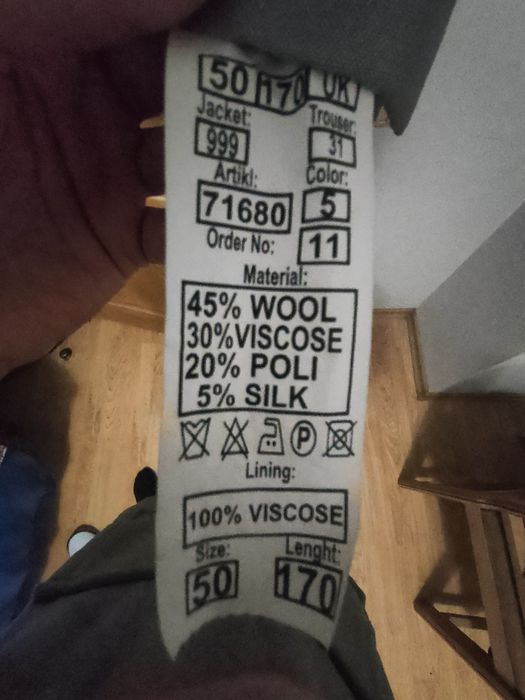 50 170 UK
Jacket: Trouser:
999 31
Artikl: Color:
71680 5
Order No: 11
Material:
45% WOOL
30%VISCOSE
20% POLI
5% SILK
P
Lining:
100% VISCOSE
Size: Lenght:
50 170